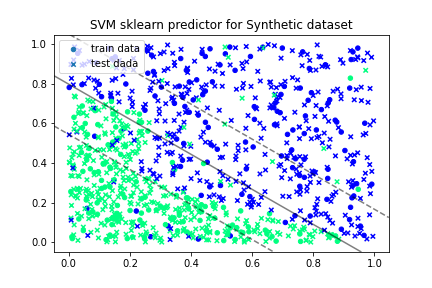 SVM sklearn predictor for Synthetic dataset
train data
test dada
1.0
0.8
0.6
0.4
0.2
0.0
0.0 0.2 0.4 0.6 0.8 1.0